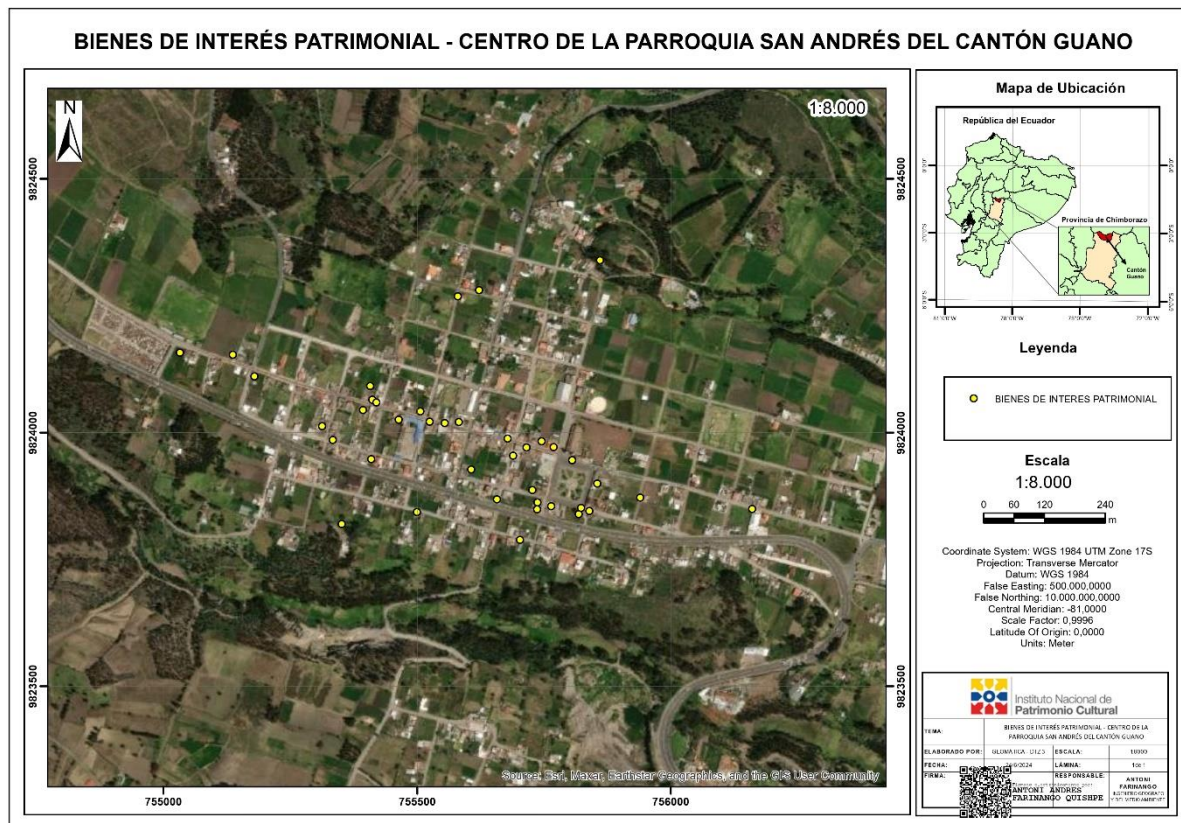 BIENES DE INTERÉS PATRIMONIAL - CENTRO DE LA PARROQUIA SAN ANDRÉS DEL CANTÓN GUANO
N
1:8.000
9824500
9824000
9823500
9824500
9824000
9823500
755000
755500
756000
Source: Esri, Maxar, Earthstar Geographics, and the GIS User Community
Mapa de Ubicación
República del Ecuador
Provincia de Chimborazo
Cantón
Guano
Leyenda
BIENES DE INTERES PATRIMONIAL
Escala
1:8.000
0 60 120 240
m
Coordinate System: WGS 1984 UTM Zone 17S
Projection: Transverse Mercator
Datum: WGS 1984
False Easting: 500.000,0000
False Northing: 10.000.000,0000
Central Meridian: -81,0000
Scale Factor: 0,9996
Latitude Of Origin: 0,0000
Units: Meter
Instituto Nacional de
Patrimonio Cultural
TEMA:
BIENES DE INTERÉS PATRIMONIAL - CENTRO DE LA
PARROQUIA SAN ANDRÉS DEL CANTÓN GUANO
ELABORADO POR:
ESCALA:
FECHA:
LÁMINA:
FIRMA:
RESPONSABLE:
ANTONI ANDRES
FARINANGO QUISHPE
ANTONI
FARINANGO